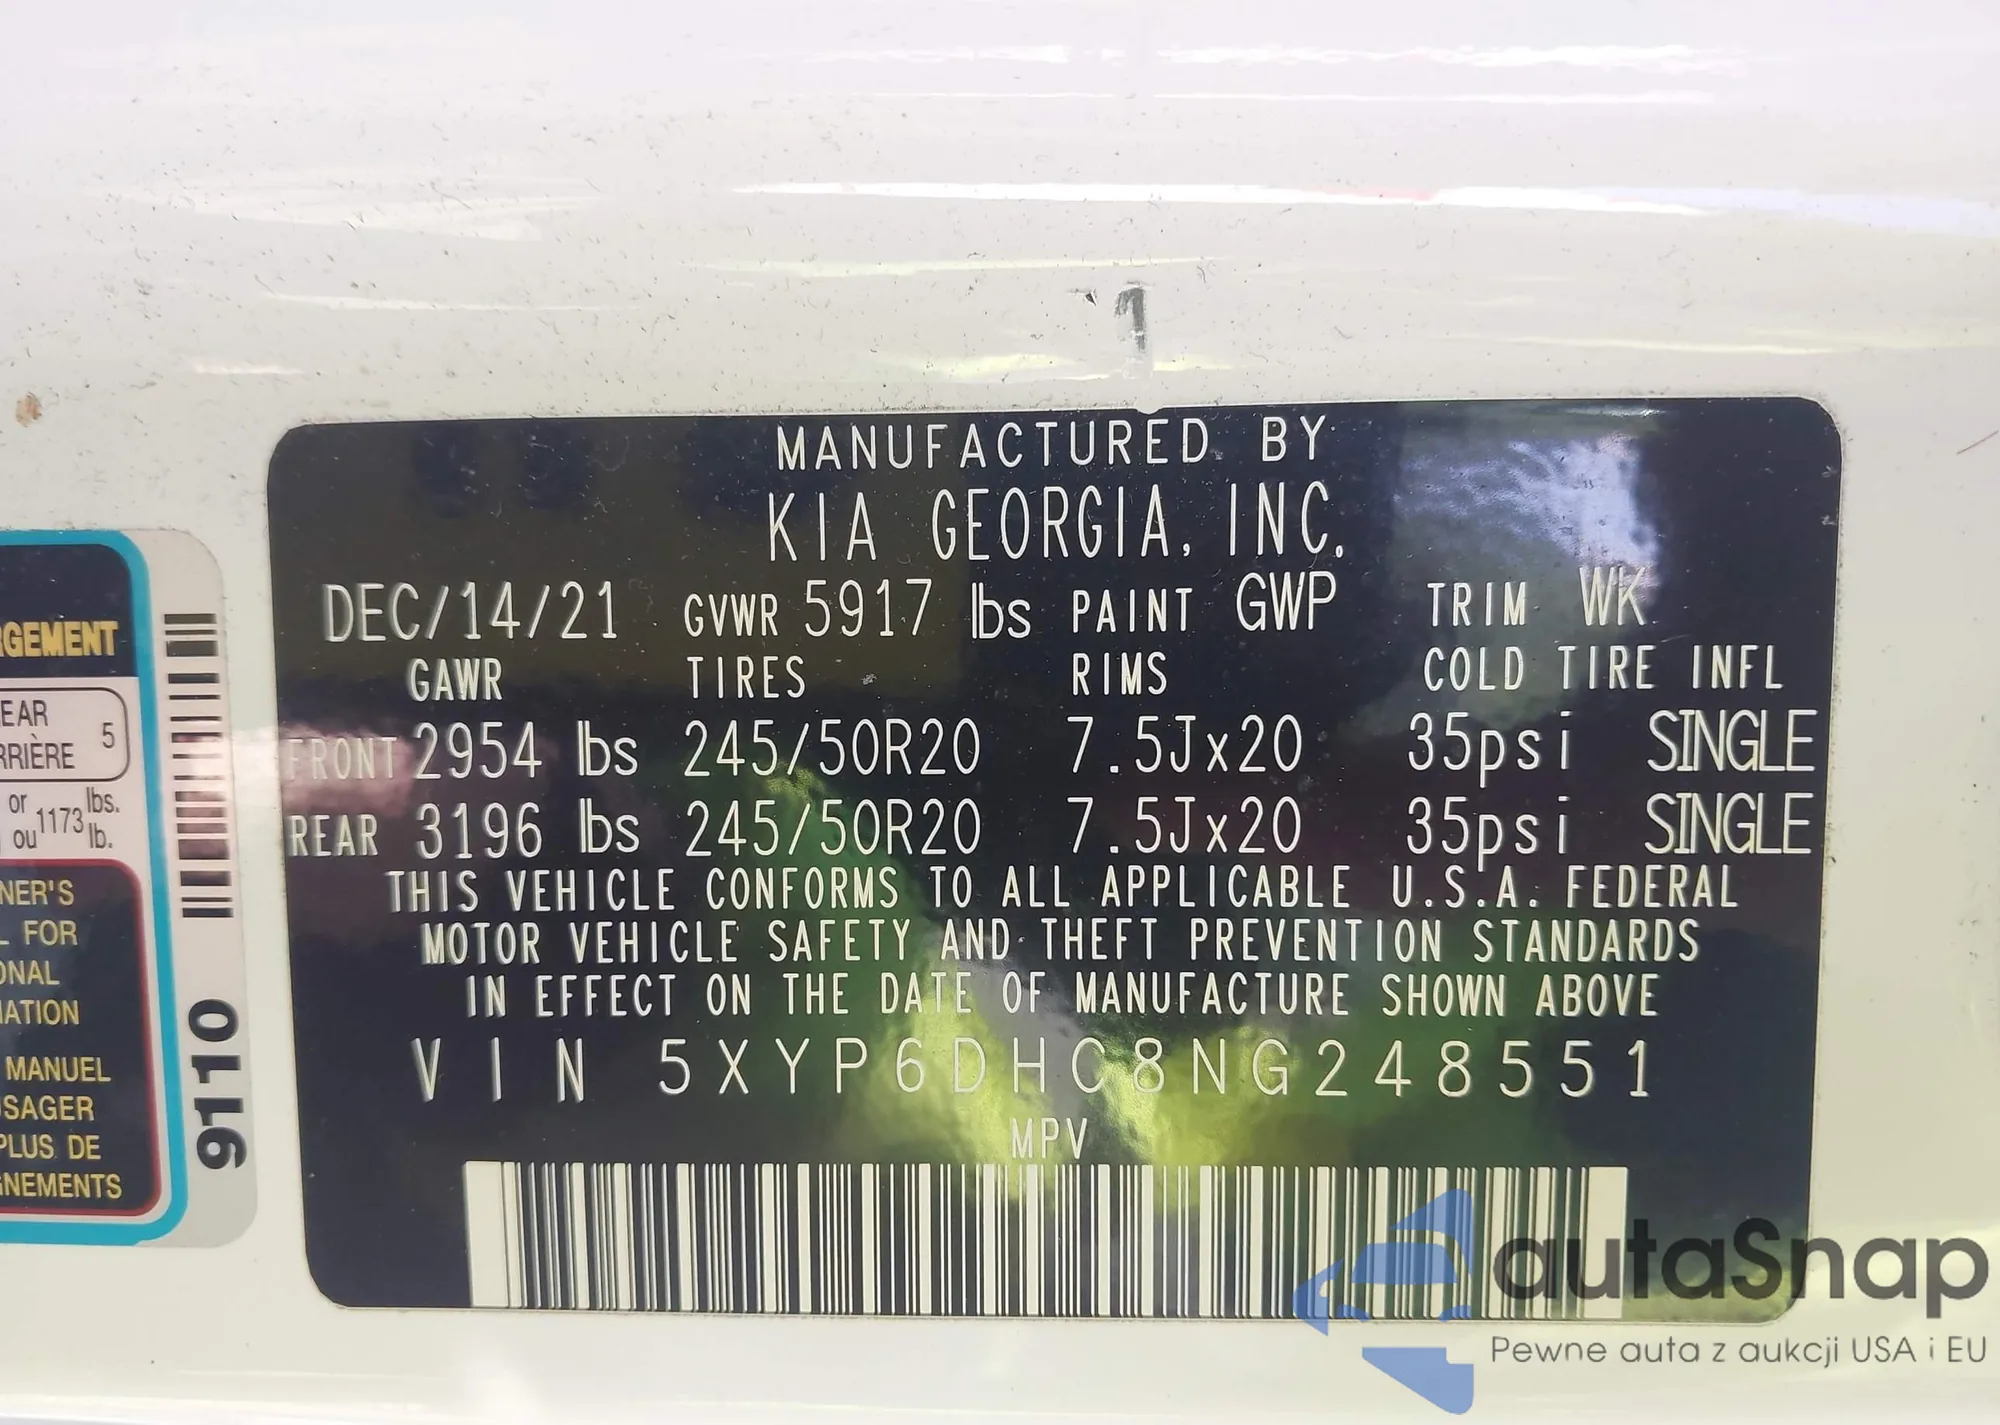 MANUFACTURED BY
KIA GEORGIA, INC.
DEC/14/21 GVWR 5917 lbs PAINT GWP TRIM WK
GAWR TIRES RIMS COLD TIRE INFL
FRONT 2954 lbs 245/50R20 7.5Jx20 35psi SINGLE
REAR 3196 lbs 245/50R20 7.5Jx20 35psi SINGLE
THIS VEHICLE CONFORMS TO ALL APPLICABLE U.S.A. FEDERAL
MOTOR VEHICLE SAFETY AND THEFT PREVENTION STANDARDS
IN EFFECT ON THE DATE OF MANUFACTURE SHOWN ABOVE
VIN 5XYP6DHC8NG248551
MPV
RGEMENT
EAR
RRIÈRE 5
or 1173 lbs.
ou lb.
NER'S
L FOR
ONAL
MATION
MANUEL
USAGER
PLUS DE
GNEMENTS
9110
1
autaSnap
Pewne auta z aukcji USA i EU